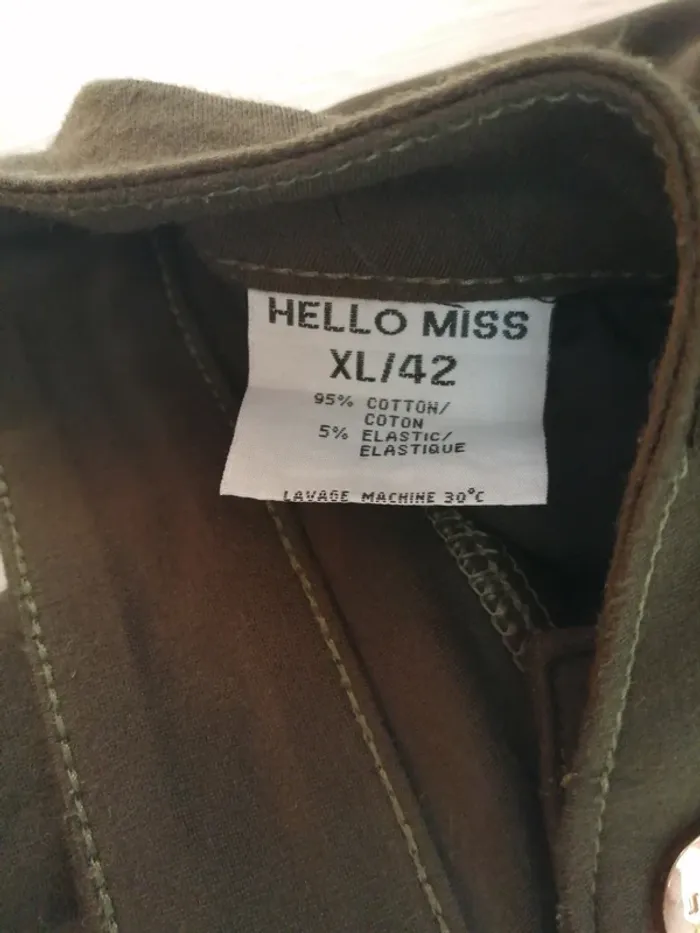 HELLO MISS
XL/42
95% COTTON/
COTON
5% ELASTIC/
ELASTIQUE
LAVAGE MACHINE 30°C